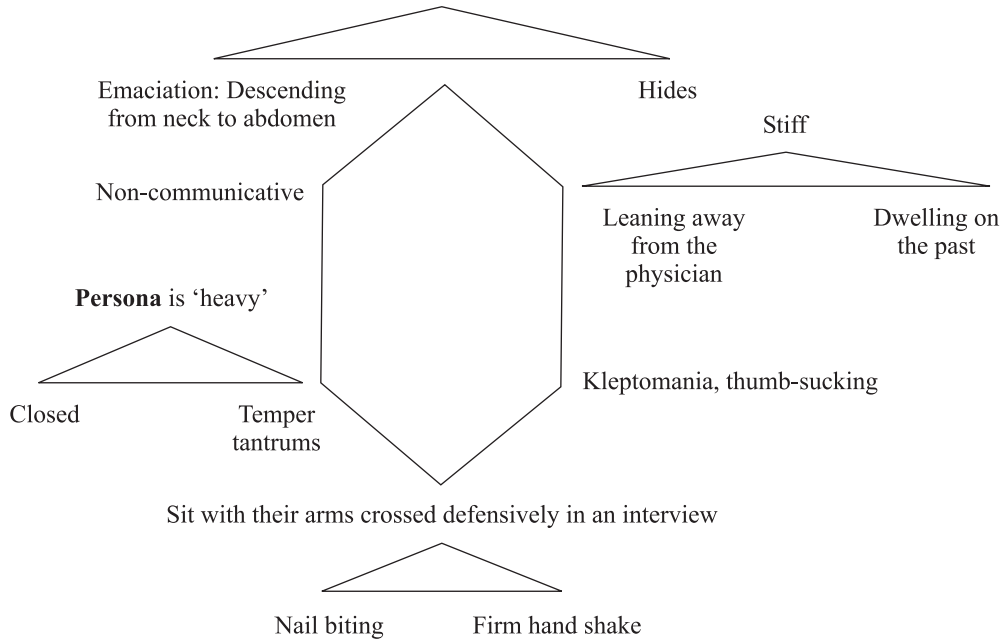 Emaciation: Descending
from neck to abdomen
Hides
Stiff
Non-communicative
Leaning away
from the
physician
Dwelling on
the past
Persona is ‘heavy’
Closed
Temper
tantrums
Kleptomania, thumb-sucking
Sit with their arms crossed defensively in an interview
Nail biting
Firm hand shake